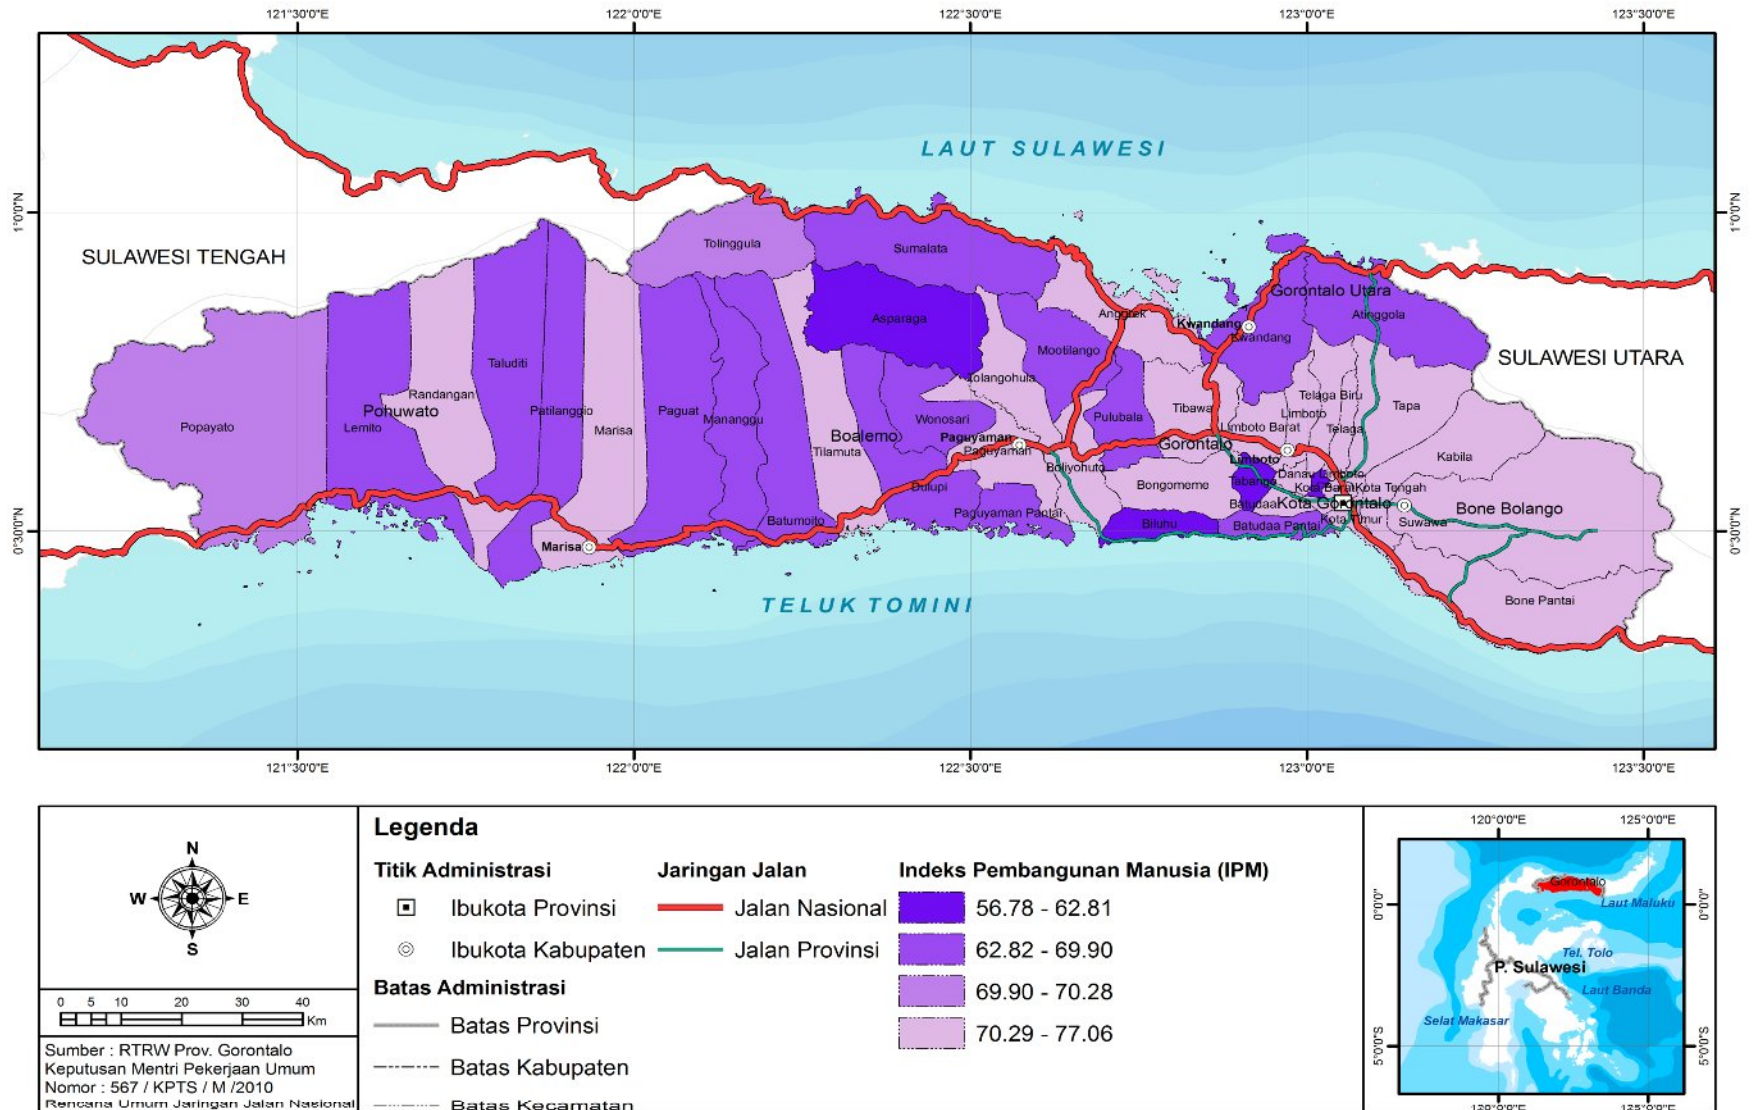 121°30'0"E 122°0'0"E 122°30'0"E 123°0'0"E 123°30'0"E
LAUT SULAWESI
1°0'0"N 1°0'0"N
SULAWESI TENGAH
Tolinggula
Sumalata
Gorontalo Utara
Asparaga
Anggrek
Atinggola
Kwandang
Kwandang
Mootilango
SULAWESI UTARA
Taluditi
Tolangohula
Randangan
Telaga Biru
Pohuwato
Patilanggio
Paguat
Mananggu
Wonosari
Pulubala
Tibawa
Limboto
Tapa
Popayato
Lemito
Marisa
Boalemo
Paguyaman
Limboto Barat
Telaga
Tilamuta
Paguyaman
Gorontalo
Boliyohuto
Limboto
Kabila
Dulupi
Bongomeme
Tabango
Danau Limboto
Kota Barat
Kota Tengah
Paguyaman Pantai
Batudaa
Kota Gorontalo
Bone Bolango
Batumoito
Biluhu
Batudaa Pantai
Kota Timur
Suwawa
0°30'0"N 0°30'0"N
Marisa
TELUK TOMINI
Bone Pantai
121°30'0"E 122°0'0"E 122°30'0"E 123°0'0"E 123°30'0"E
N
W E
S
0 5 10 20 30 40
Km
Sumber : RTRW Prov. Gorontalo
Keputusan Mentri Pekerjaan Umum
Nomor : 567 / KPTS / M /2010
Rencana Umum Jaringan Jalan Nasional
Legenda
Titik Administrasi
Ibukota Provinsi
Ibukota Kabupaten
Batas Administrasi
Batas Provinsi
Batas Kabupaten
Batas Kecamatan
Jaringan Jalan
Jalan Nasional
Jalan Provinsi
Indeks Pembangunan Manusia (IPM)
56.78 - 62.81
62.82 - 69.90
69.90 - 70.28
70.29 - 77.06
120°0'0"E 125°0'0"E
Gorontalo
0°0'0" 0°0'0"
Laut Maluku
Tel. Tolo
P. Sulawesi
Laut Banda
Selat Makasar
5°0'0"S 5°0'0"S
120°0'0"E 125°0'0"E